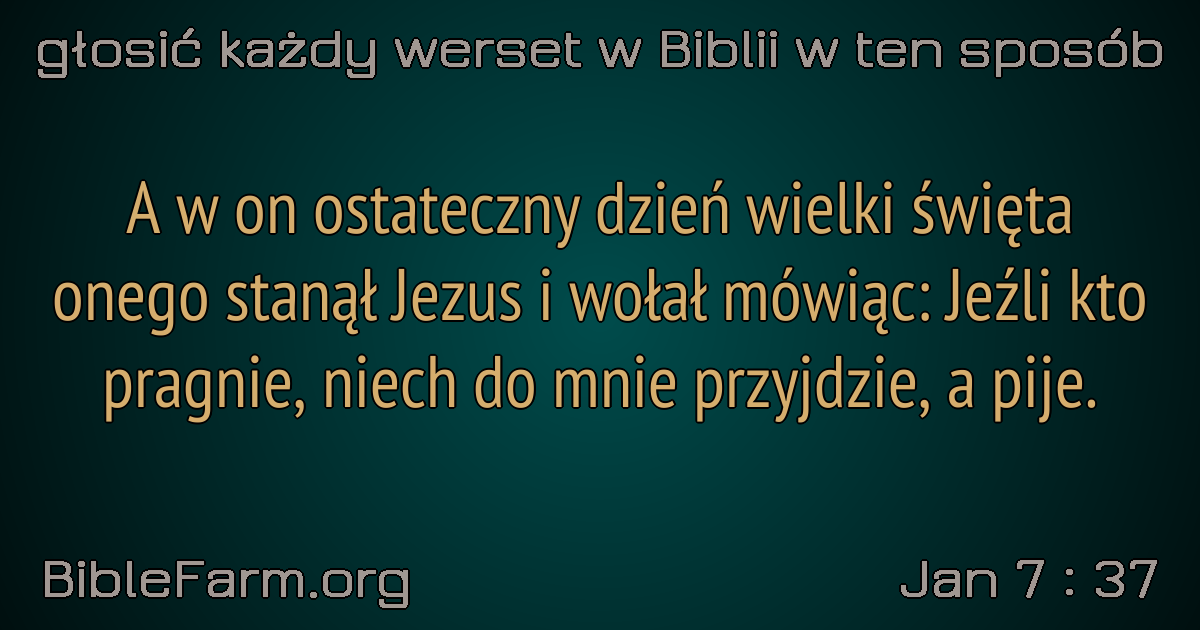 głosić każdy werset w Biblii w ten sposób
A w on ostateczny dzień wielki święta
onego stanął Jezus i wołał mówiąc: Jeźli kto
pragnie, niech do mnie przyjdzie, a pije.
BibleFarm.org
Jan 7 : 37